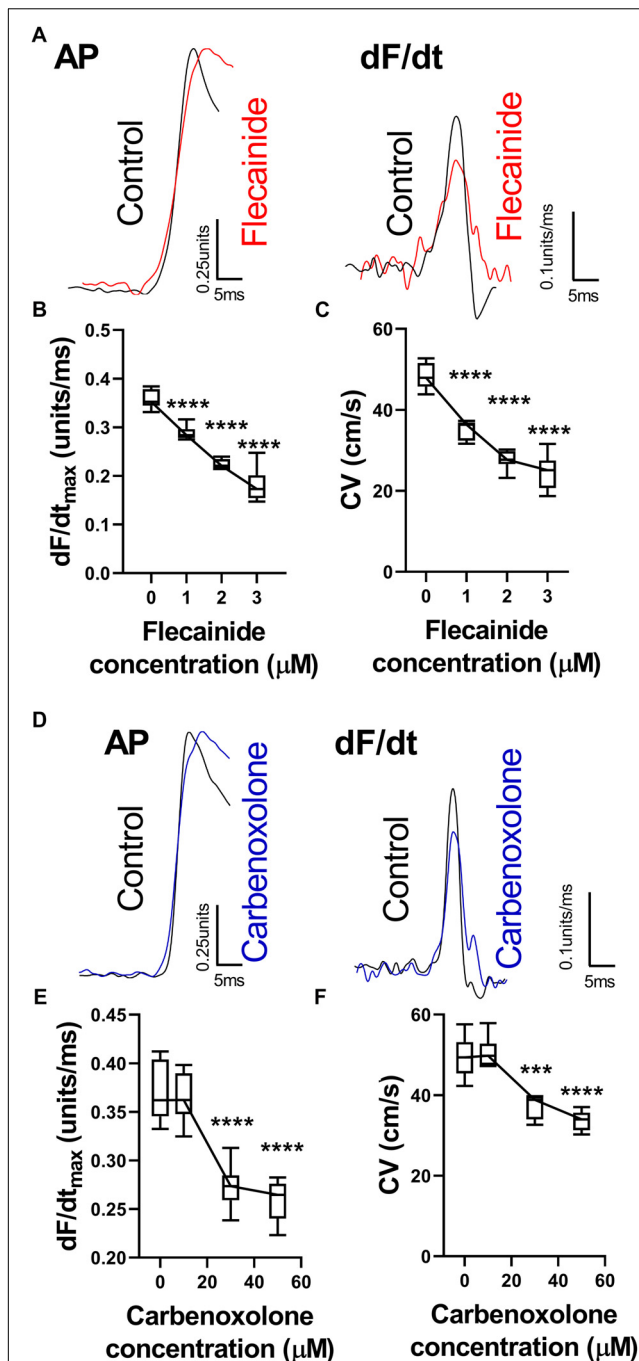 A
AP
dF/dt
Control
Flecainide
0.25units
5ms
Control
Flecainide
0.1units/ms
5ms
B
dF/dtmax (units/ms)
0.5
0.4
0.3
0.2
0.1
0.0
****
****
****
0 1 2 3
Flecainide
concentration (μM)
C
CV (cm/s)
60
40
20
0
****
****
****
0 1 2 3
Flecainide
concentration (μM)
D
AP
dF/dt
Control
Carbenoxolone
0.25units
5ms
Control
Carbenoxolone
0.1units/ms
5ms
E
dF/dtmax (units/ms)
0.45
0.40
0.35
0.30
0.25
0.20
****
****
0 20 40 60
Carbenoxolone
concentration (μM)
F
CV (cm/s)
60
40
20
0
***
****
0 20 40 60
Carbenoxolone
concentration (μM)